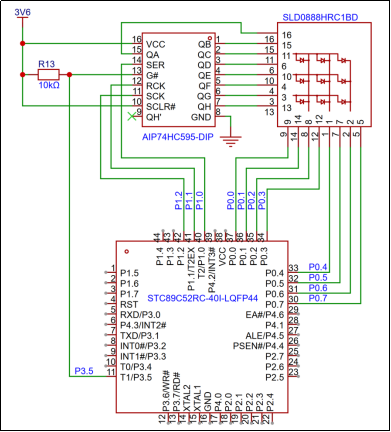 3V6
SLD0888HRC1BD
R13
10kΩ
16 VCC QB 1 16
15 QA QC 2 15
14 SER QD 3 11
13 G# QE 4 6
12 RCK QF 5 10
11 SCK QG 6 4
10 SCLR# QH 7 3
9 QH' GND 8 13
AIP74HC595-DIP
9 14 8 12 1 7 2 5
P1.2 P1.1 P1.0 P0.0 P0.1 P0.2 P0.3
44 43 42 41 40 39 38 37 36 35 34
P1.4 P1.3 P1.2 P1.1/T2EX T2/P1.0 P4.2/INT3# VCC P0.0 P0.1 P0.2 P0.3
1 P1.5 P0.4 33 P0.4
2 P1.6 P0.5 32 P0.5
3 P1.7 P0.6 31 P0.6
4 RST P0.7 30 P0.7
STC89C52RC-40I-LQFP44
5 RXD/P3.0 EA#/P4.6 29
6 P4.3/INT2# P4.1 28
7 TXD/P3.1 ALE/P4.5 27
8 INT0#/P3.2 PSEN#/P4.4 26
9 INT1#/P3.3 P2.7 25
10 T0/P3.4 P2.6 24
P3.5 11 T1/P3.5 P2.5 23
P3.6/WR# P3.7/RD# XTAL2 XTAL1 GND P4.0 P2.0 P2.1 P2.2 P2.3 P2.4
12 13 14 15 16 17 18 19 20 21 22